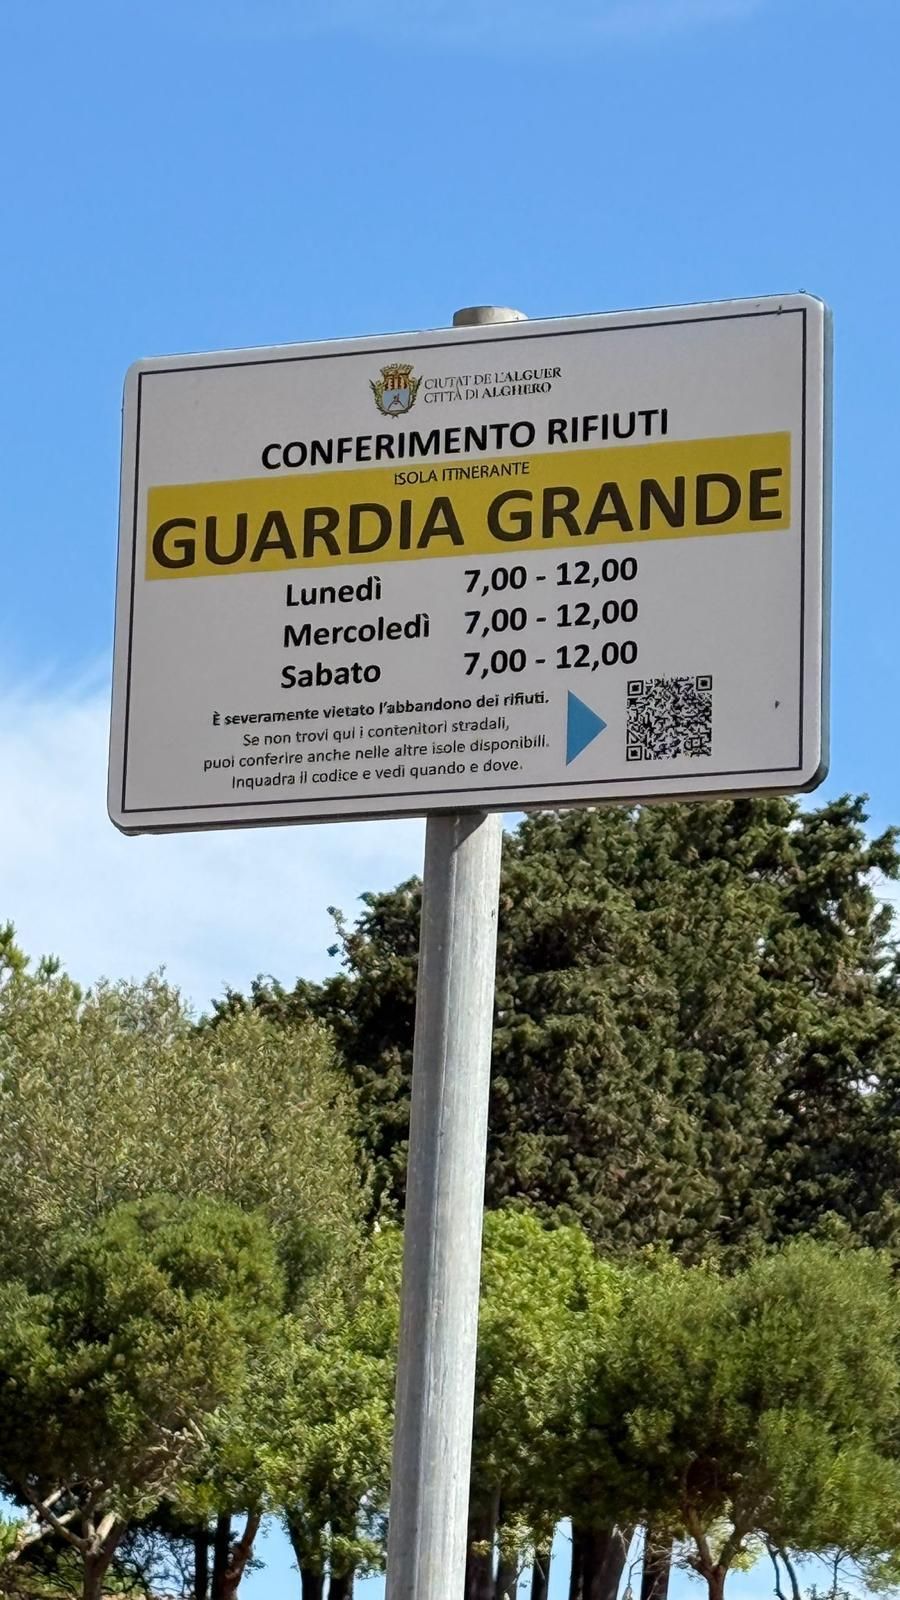 CIUTAT DE L'ALGUER
CITTÀ DI ALGHERO
CONFERIMENTO RIFIUTI
ISOLA ITINERANTE
GUARDIA GRANDE
Lunedì 7,00 - 12,00
Mercoledì 7,00 - 12,00
Sabato 7,00 - 12,00
È severamente vietato l'abbandono dei rifiuti.
Se non trovi qui i contenitori stradali,
puoi conferire anche nelle altre isole disponibili.
Inquadra il codice e vedi quando e dove.